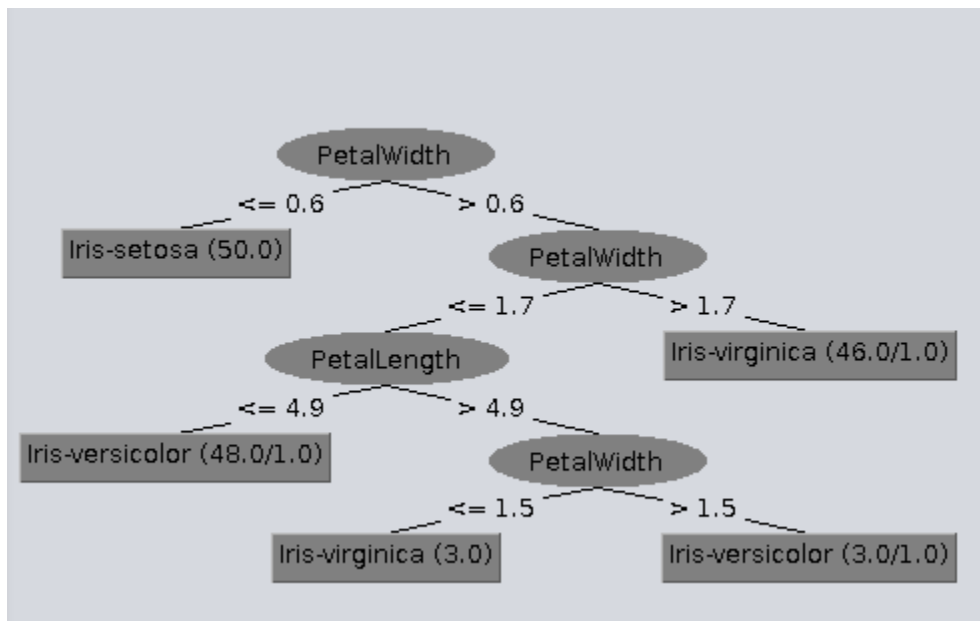 PetalWidth
<= 0.6
> 0.6
Iris-setosa (50.0)
PetalWidth
<= 1.7
> 1.7
PetalLength
Iris-virginica (46.0/1.0)
<= 4.9
> 4.9
Iris-versicolor (48.0/1.0)
PetalWidth
<= 1.5
> 1.5
Iris-virginica (3.0)
Iris-versicolor (3.0/1.0)